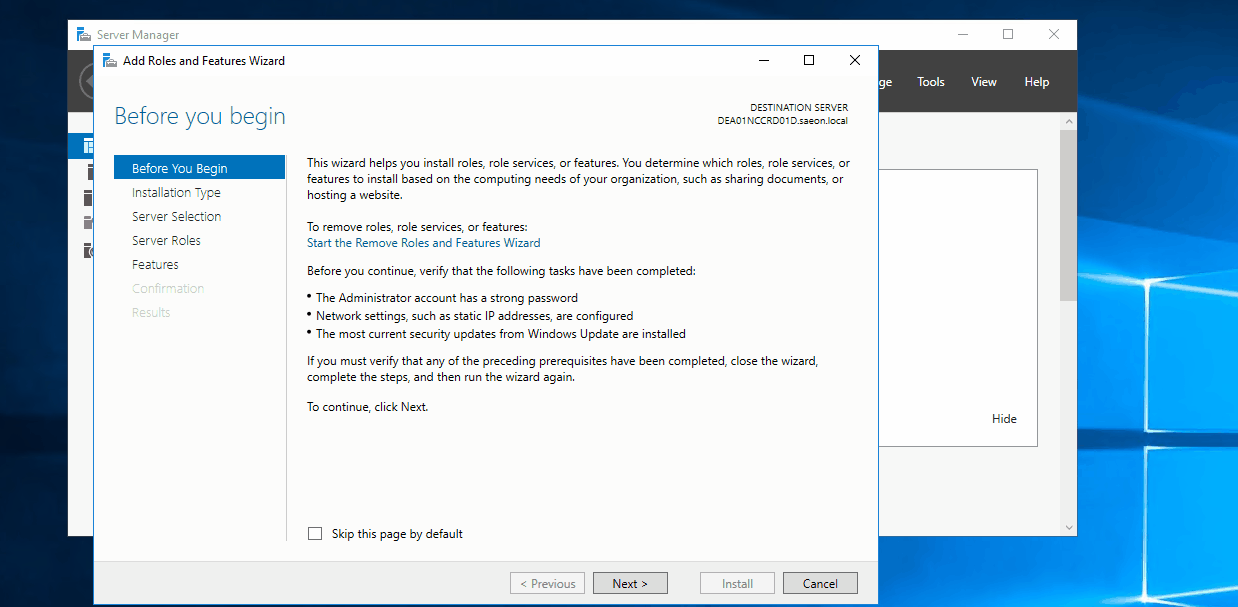 Server Manager
Add Roles and Features Wizard
Tools View Help
Before you begin
DESTINATION SERVER
DEA01NCCRD01D.saeon.local
Before You Begin
Installation Type
Server Selection
Server Roles
Features
Confirmation
Results
This wizard helps you install roles, role services, or features. You determine which roles, role services, or
features to install based on the computing needs of your organization, such as sharing documents, or
hosting a website.
To remove roles, role services, or features:
Start the Remove Roles and Features Wizard
Before you continue, verify that the following tasks have been completed:
• The Administrator account has a strong password
• Network settings, such as static IP addresses, are configured
• The most current security updates from Windows Update are installed
If you must verify that any of the preceding prerequisites have been completed, close the wizard,
complete the steps, and then run the wizard again.
To continue, click Next.
Hide
Skip this page by default
< Previous Next > Install Cancel